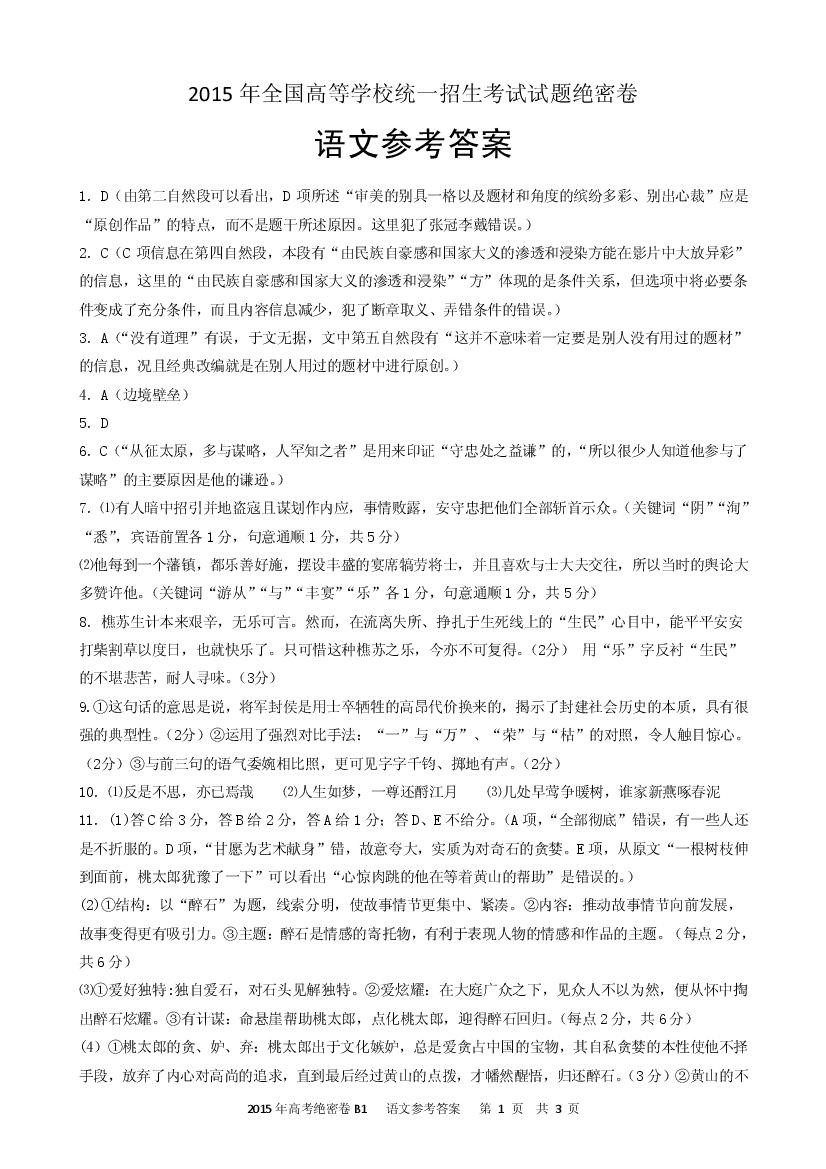 2015 年全国高等学校统一招生考试试题绝密卷
语文参考答案
1. D（由第二自然段可以看出，D 项所述“审美的别具一格以及题材和角度的缤纷多彩、别出心裁”应是
“原创作品”的特点，而不是题干所述原因。这里犯了张冠李戴错误。）
2. C（C 项信息在第四自然段，本段有“由民族自豪感和国家大义的渗透和浸染方能在影片中大放异彩”
的信息，这里的“由民族自豪感和国家大义的渗透和浸染”“方”体现的是条件关系，但选项中将必要条
件变成了充分条件，而且内容信息减少，犯了断章取义、弄错条件的错误。）
3. A（“没有道理”有误，于文无据，文中第五自然段有“这并不意味着一定要是别人没有用过的题材”
的信息，况且经典改编就是在别人用过的题材中进行原创。）
4. A（边境壁垒）
5. D
6. C（“从征太原，多与谋略，人罕知之者”是用来印证“守忠处之益谦”的，“所以很少人知道他参与了
谋略”的主要原因是他的谦逊。）
7. ⑴有人暗中招引并地盗寇且谋划作内应，事情败露，安守忠把他们全部斩首示众。（关键词“阴”“洵”
“悉”，宾语前置各 1 分，句意通顺 1 分，共 5 分）
⑵他每到一个藩镇，都乐善好施，摆设丰盛的宴席犒劳将士，并且喜欢与士大夫交往，所以当时的舆论大
多赞许他。（关键词“游从”“与”“丰宴”“乐”各 1 分，句意通顺 1 分，共 5 分）
8. 樵苏生计本来艰辛，无乐可言。然而，在流离失所、挣扎于生死线上的“生民”心目中，能平平安安
打柴割草以度日，也就快乐了。只可惜这种樵苏之乐，今亦不可复得。（2分） 用“乐”字反衬“生民”
的不堪悲苦，耐人寻味。（3分）
9.①这句话的意思是说，将军封侯是用士卒牺牲的高昂代价换来的，揭示了封建社会历史的本质，具有很
强的典型性。（2分）②运用了强烈对比手法：“一”与“万”、“荣”与“枯”的对照，令人触目惊心。
（2分）③与前三句的语气委婉相比照，更可见字字千钧、掷地有声。（2分）
10. ⑴反是不思，亦已焉哉 ⑵人生如梦，一尊还酹江月 ⑶几处早莺争暖树，谁家新燕啄春泥
11. (1)答 C 给 3 分，答 B 给 2 分，答 A 给 1 分；答 D、E 不给分。（A 项，“全部彻底”错误，有一些人还
是不折服的。D 项，“甘愿为艺术献身”错，故意夸大，实质为对奇石的贪婪。E 项，从原文“一根树枝伸
到面前，桃太郎犹豫了一下”可以看出“心惊肉跳的他在等着黄山的帮助”是错误的。）
(2)①结构：以“醉石”为题，线索分明，使故事情节更集中、紧凑。②内容：推动故事情节向前发展，
故事变得更有吸引力。③主题：醉石是情感的寄托物，有利于表现人物的情感和作品的主题。（每点 2 分，
共 6 分）
⑶①爱好独特:独自爱石，对石头见解独特。②爱炫耀：在大庭广众之下，见众人不以为然，便从怀中掏
出醉石炫耀。③有计谋：命悬崖帮助桃太郎，点化桃太郎，迎得醉石回归。（每点 2 分，共 6 分）
(4) ①桃太郎的贪、妒、弃：桃太郎出于文化嫉妒，总是爱贪占中国的宝物，其自私贪婪的本性使他不择
手段，放弃了内心对高尚的追求，直到最后经过黄山的点拨，才幡然醒悟，归还醉石。（3 分）②黄山的不
2015 年高考绝密卷 B1 语文参考答案 第 1 页 共 3 页